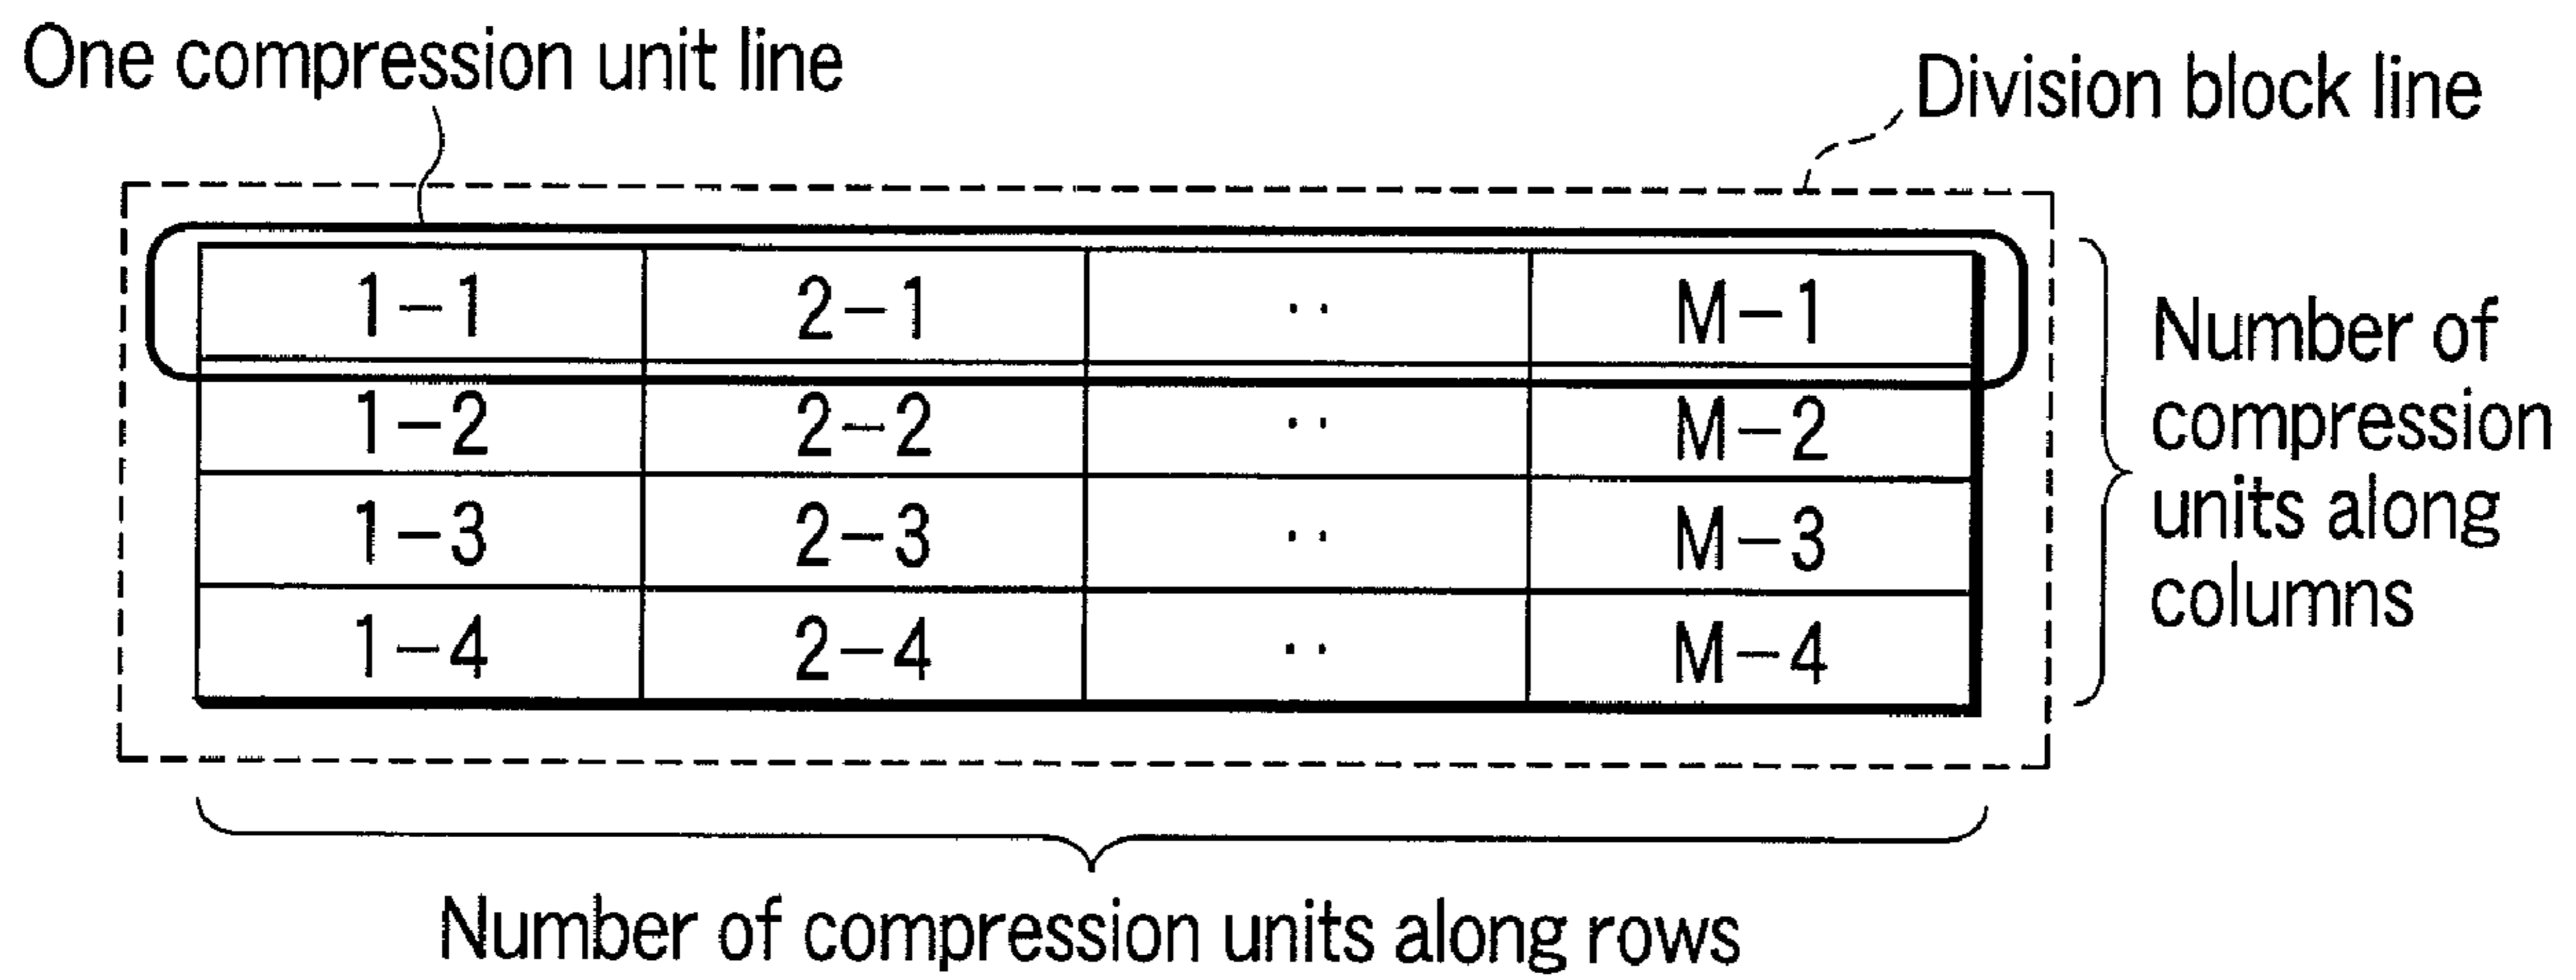 One compression unit line
Division block line
1-1 2-1 ·· M-1
1-2 2-2 ·· M-2
1-3 2-3 ·· M-3
1-4 2-4 ·· M-4
Number of
compression
units along
columns
Number of compression units along rows